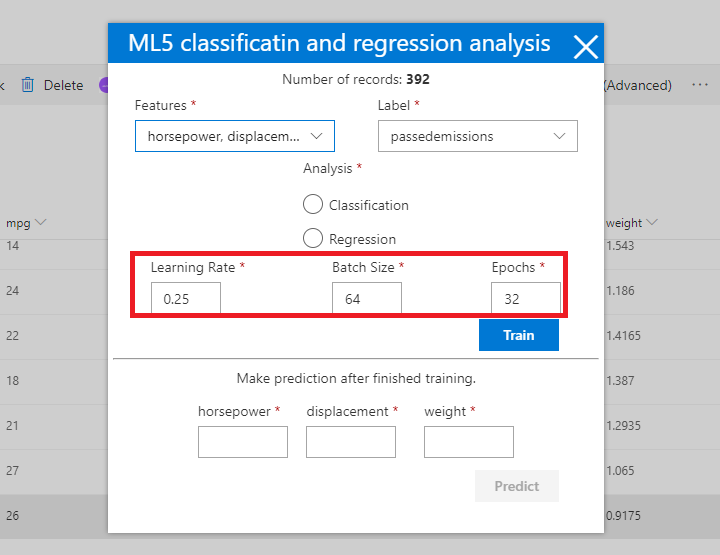 ML5 classificatin and regression analysis
Number of records: 392
Delete
(Advanced) ...
Features *
Label *
horsepower, displacem...
passedemissions
Analysis *
Classification
Regression
mpg
weight
14
1.543
Learning Rate *
Batch Size *
Epochs *
24
0.25
64
32
1.186
22
Train
1.4165
18
Make prediction after finished training.
1.387
21
horsepower *
displacement *
weight *
1.2935
27
1.065
Predict
26
0.9175